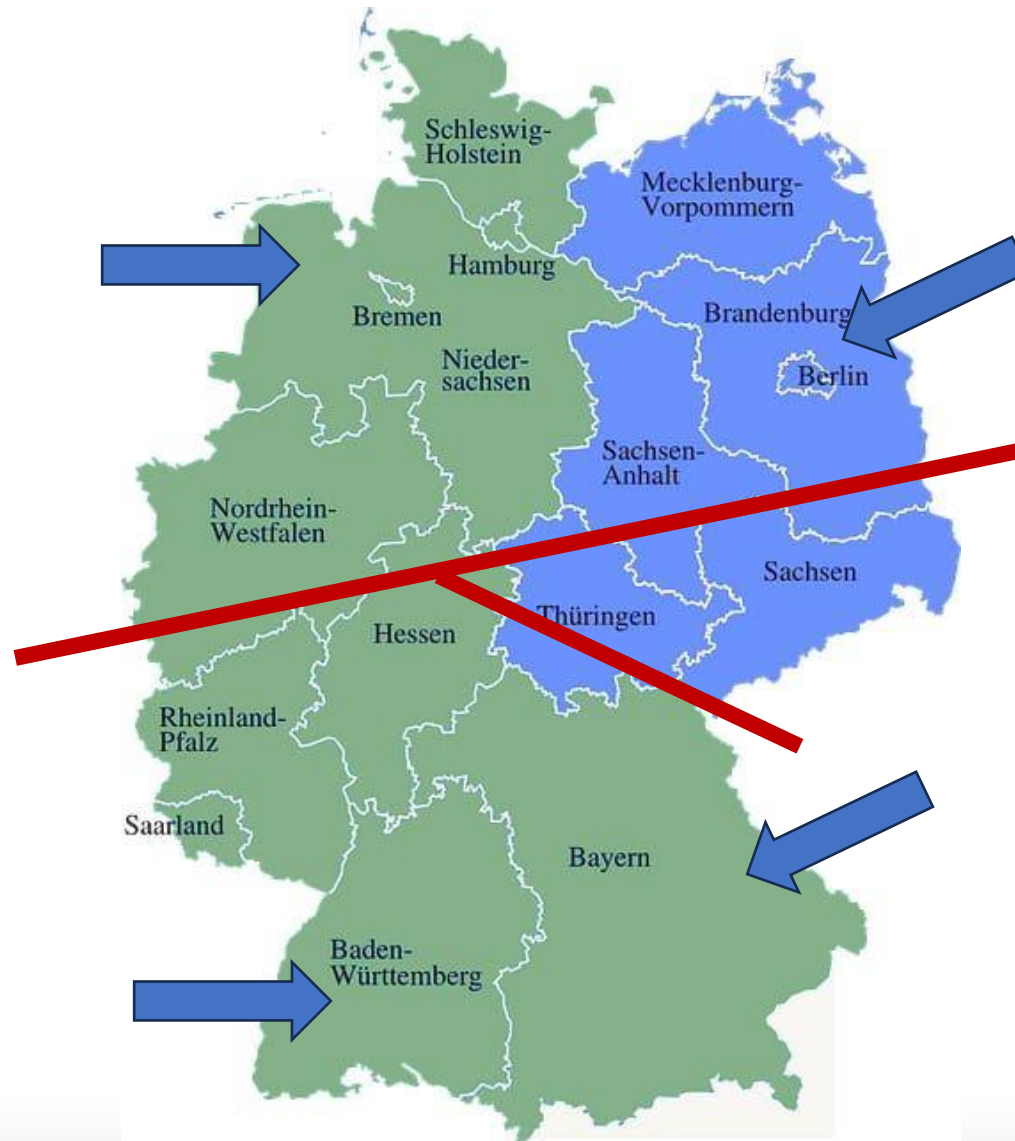 Schleswig-
Holstein
Mecklenburg-
Vorpommern
Hamburg
Bremen
Brandenburg
Nieder-
sachsen
Berlin
Sachsen-
Anhalt
Nordrhein-
Westfalen
Sachsen
Thüringen
Hessen
Rheinland-
Pfalz
Saarland
Bayern
Baden-
Württemberg